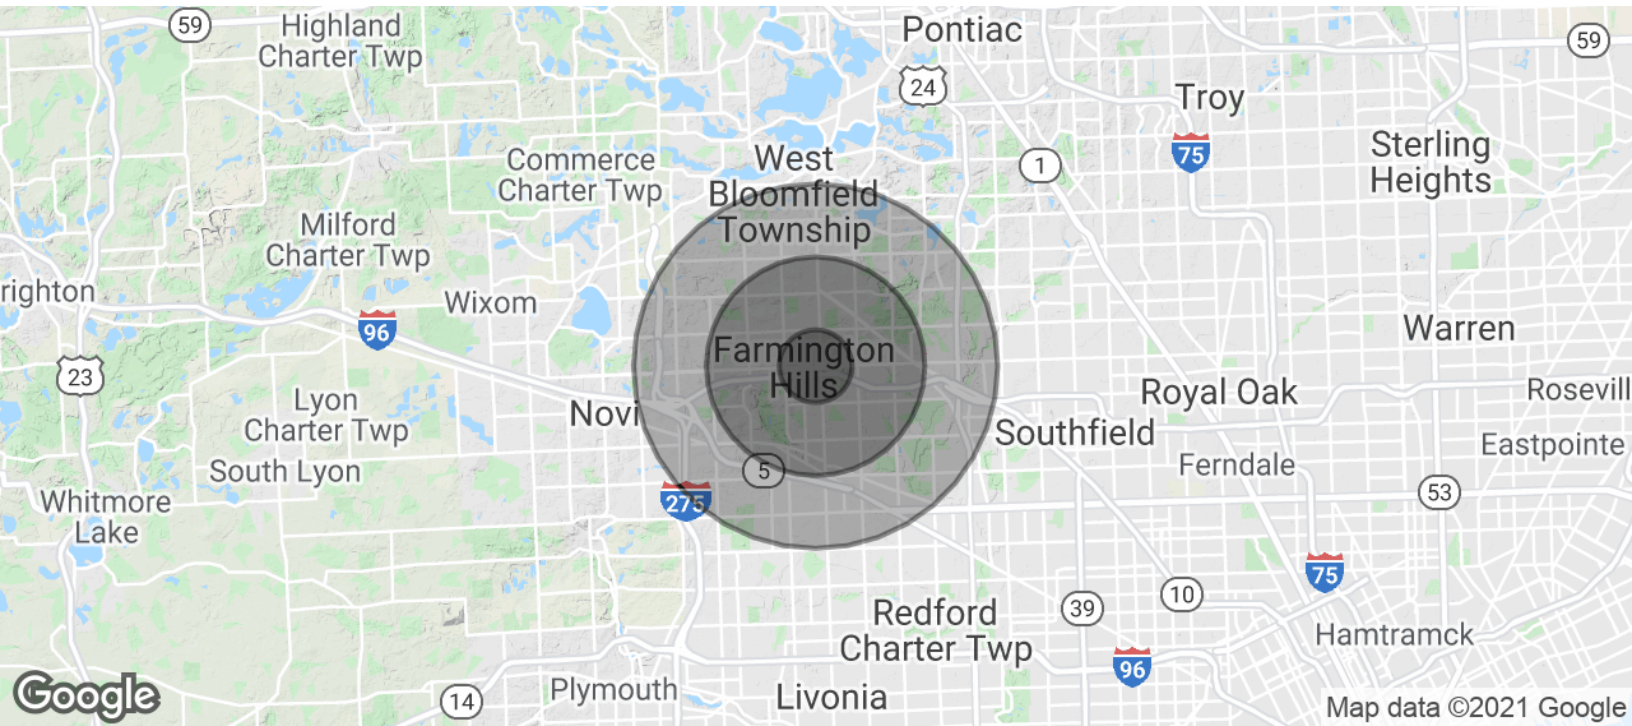 59
Highland
Charter Twp
Pontiac
24
59
Troy
75
1
Sterling
Heights
Commerce
Charter Twp
West
Bloomfield
Township
Milford
Charter Twp
righton
Wixom
96
23
Warren
Farmington
Hills
Lyon
Charter Twp
Novi
Royal Oak
Rosevill
Southfield
Eastpointe
South Lyon
5
Ferndale
Whitmore
Lake
275
53
75
10
39
Redford
Charter Twp
Hamtramck
96
Plymouth
Livonia
14
Google
Map data ©2021 Google